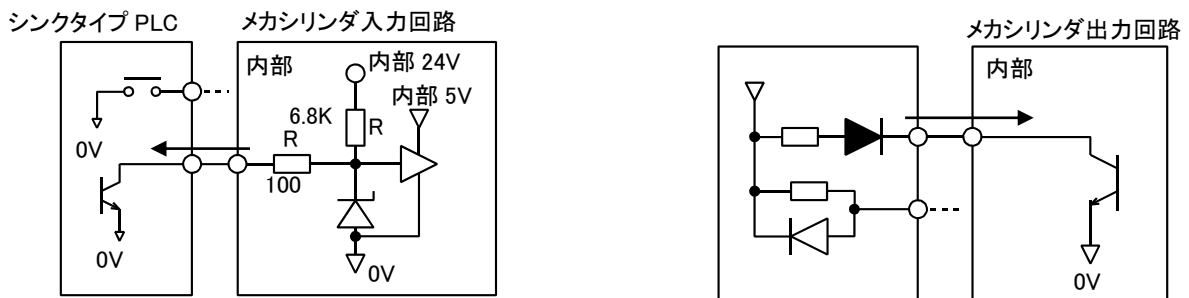 シンクタイプ PLC
メカシリンダ入力回路
内部
内部 24V
内部 5V
6.8K
R
R
100
0V
0V
0V
メカシリンダ出力回路
内部
0V